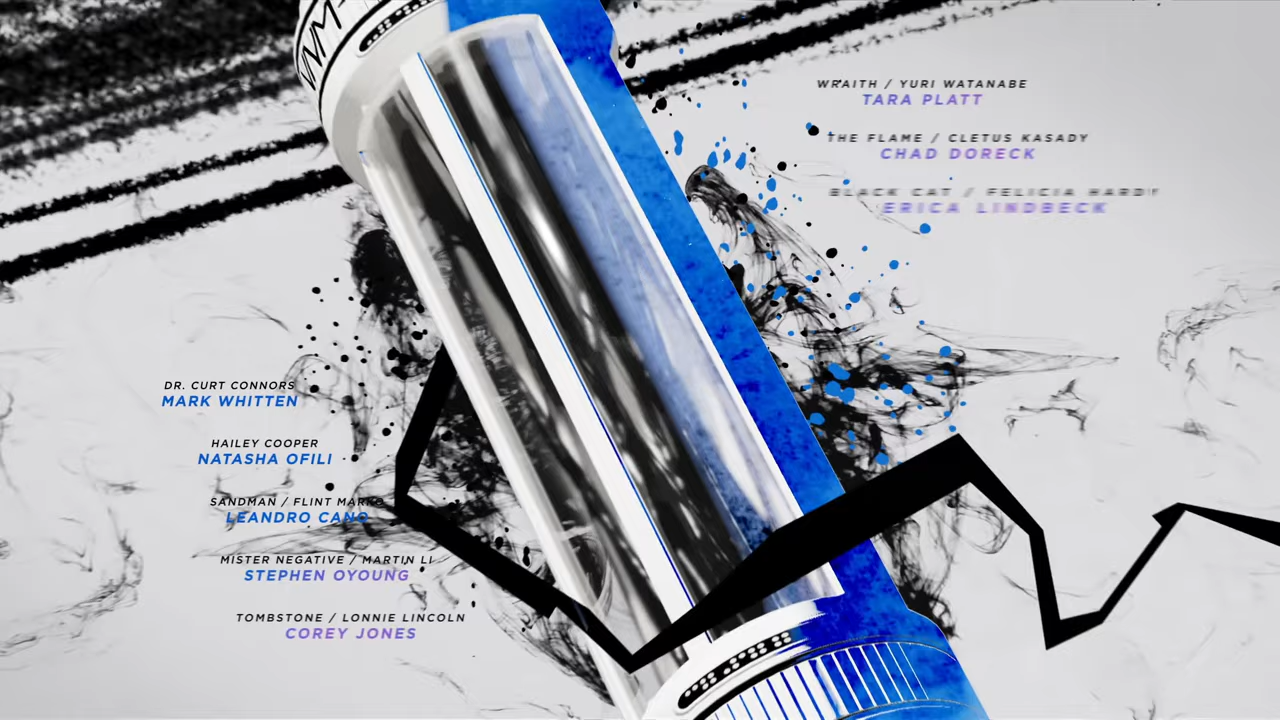 DR. CURT CONNORS
MARK WHITTEN
HAILEY COOPER
NATASHA OFILI
SANDMAN / FLINT MARKO
LEANDRO CANO
MISTER NEGATIVE / MARTIN LI
STEPHEN OYOUNG
TOMBSTONE / LONNIE LINCOLN
COREY JONES
WRAITH / YURI WATANABE
TARA PLATT
THE FLAME / CLETUS KASADY
CHAD DORECK
BLACK CAT / FELICIA HARDY
ERICA LINDBECK